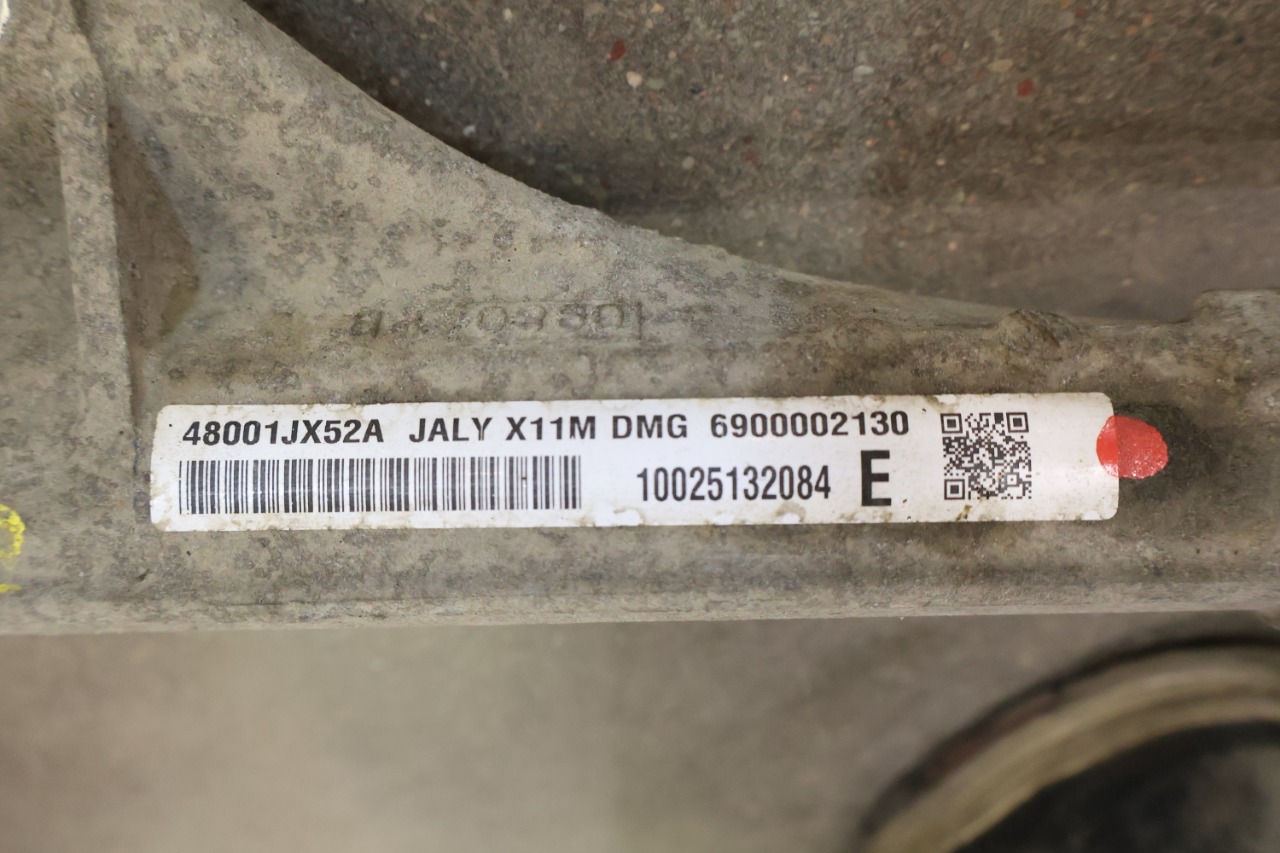 48001JX52A JALY X11M DMG 6900002130
10025132084 E